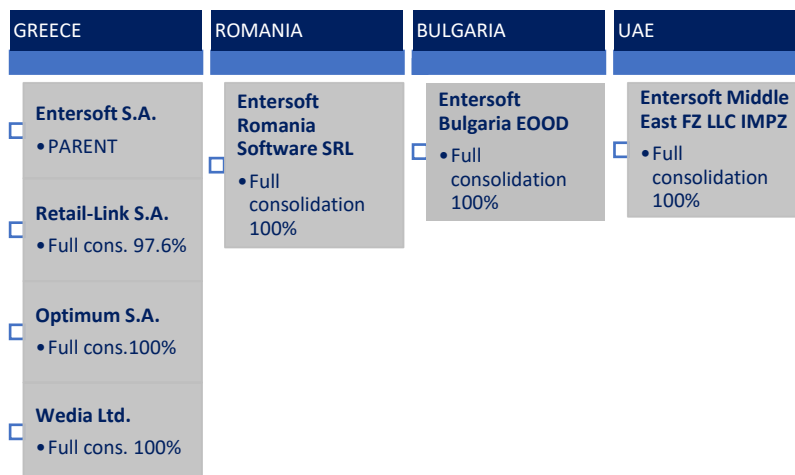 GREECE
Entersoft S.A.
•PARENT
Retail-Link S.A.
•Full cons. 97.6%
Optimum S.A.
•Full cons.100%
Wedia Ltd.
•Full cons. 100%
ROMANIA
Entersoft
Romania
Software SRL
•Full
consolidation
100%
BULGARIA
Entersoft
Bulgaria EOOD
•Full
consolidation
100%
UAE
Entersoft Middle
East FZ LLC IMPZ
•Full
consolidation
100%